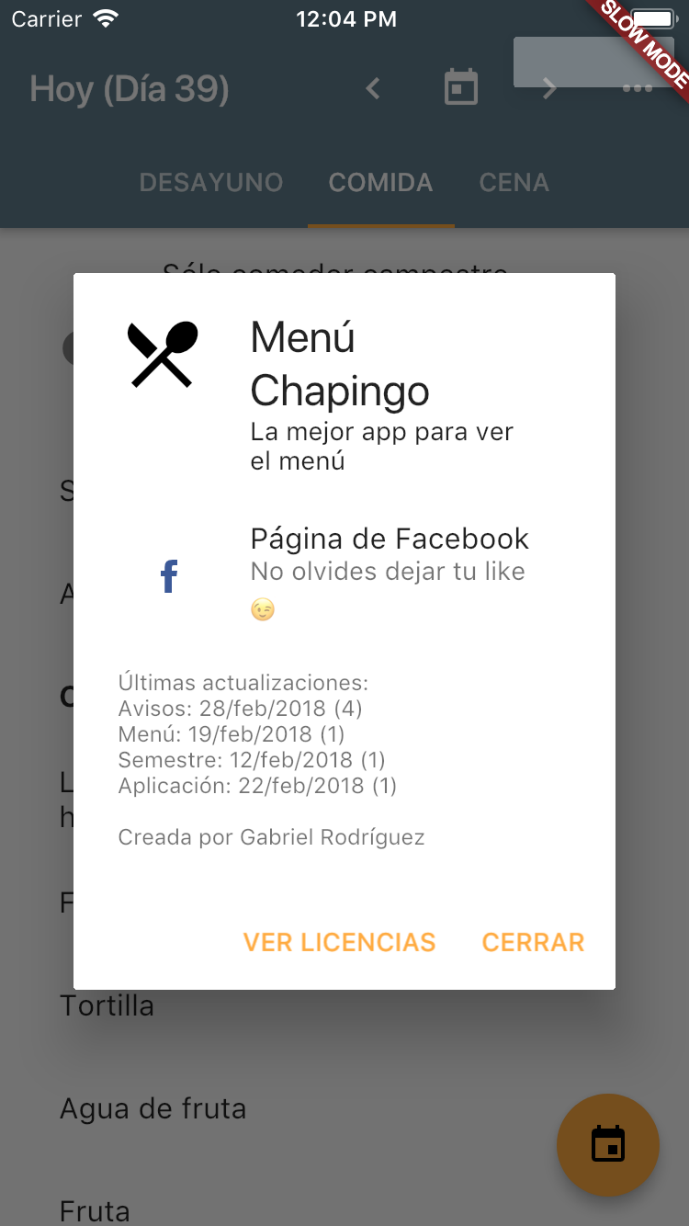 Carrier 12:04 PM
SLOW MODE
Hoy (Día 39)
DESAYUNO COMIDA CENA
Sólo comedor campestre
Menú
Chapingo
La mejor app para ver
el menú
Página de Facebook
No olvides dejar tu like
😉
Últimas actualizaciones:
Avisos: 28/feb/2018 (4)
Menú: 19/feb/2018 (1)
Semestre: 12/feb/2018 (1)
Aplicación: 22/feb/2018 (1)
Creada por Gabriel Rodríguez
VER LICENCIAS CERRAR
Tortilla
Agua de fruta
Fruta